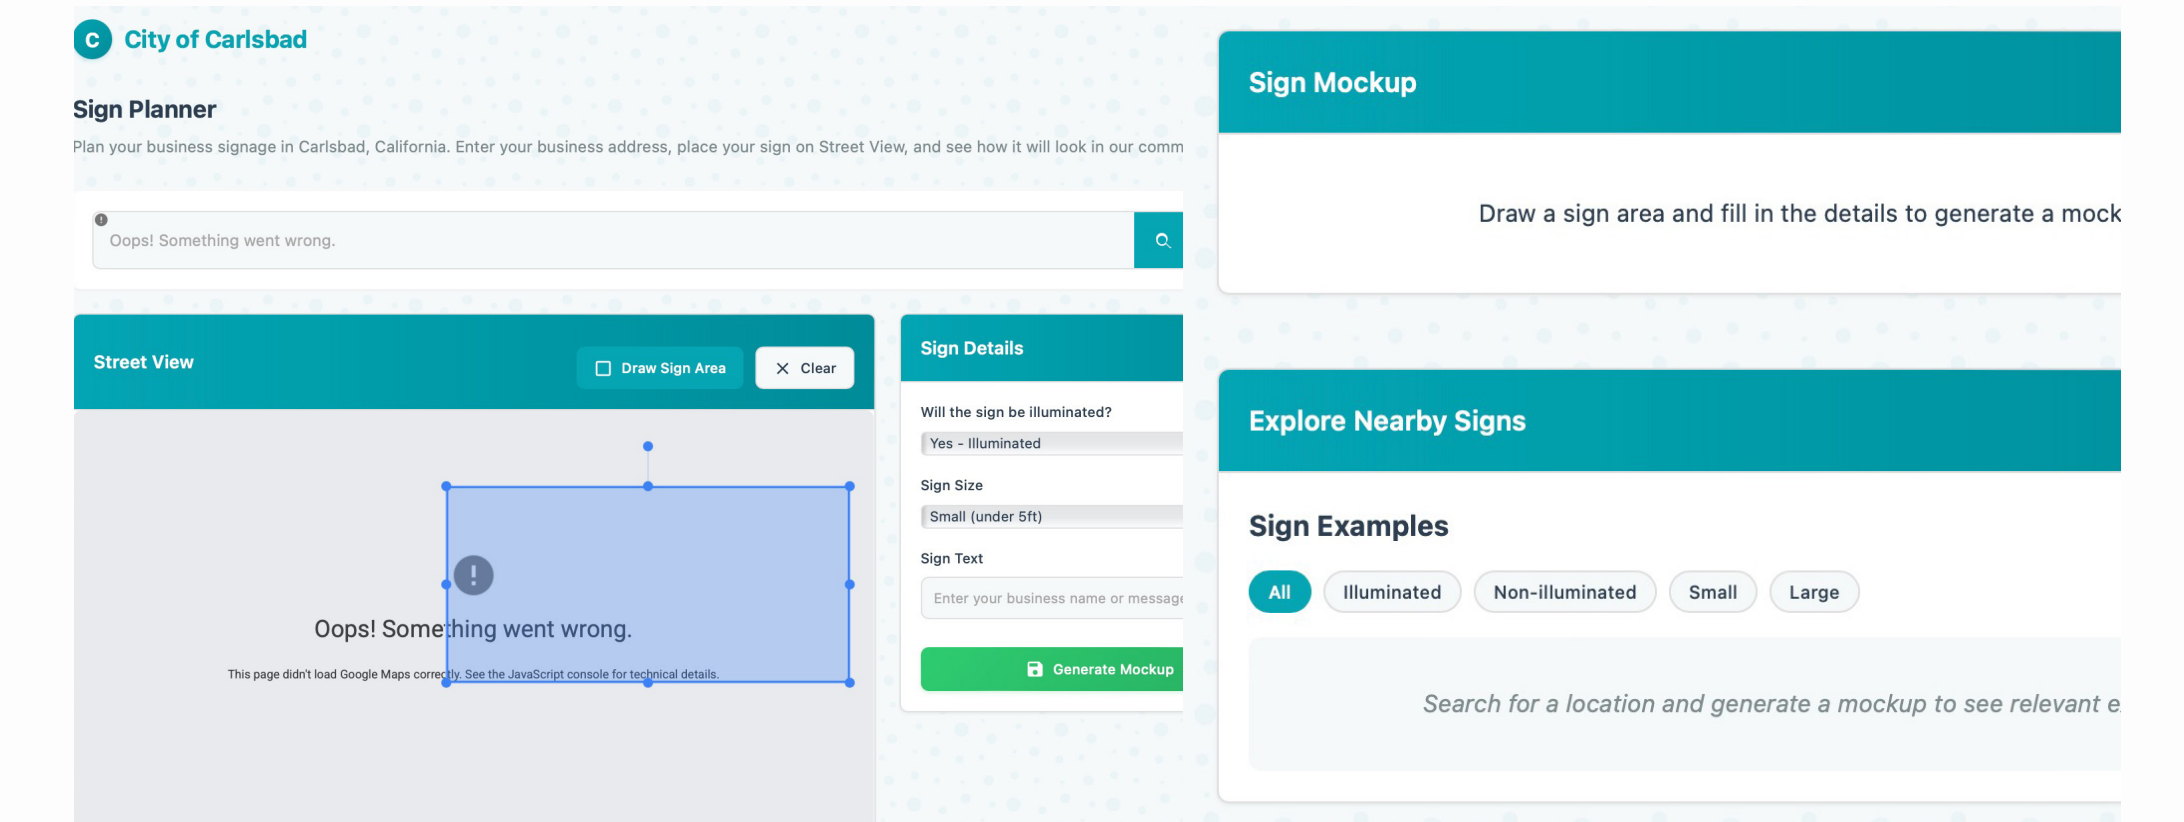 C City of Carlsbad
Sign Planner
Plan your business signage in Carlsbad, California. Enter your business address, place your sign on Street View, and see how it will look in our comm
Oops! Something went wrong.
Street View
Draw Sign Area
Clear
Oops! Something went wrong.
This page didn't load Google Maps correctly. See the JavaScript console for technical details.
Sign Details
Will the sign be illuminated?
Yes - Illuminated
Sign Size
Small (under 5ft)
Sign Text
Enter your business name or message
Generate Mockup
Sign Mockup
Draw a sign area and fill in the details to generate a mock
Explore Nearby Signs
Sign Examples
All
Illuminated
Non-illuminated
Small
Large
Search for a location and generate a mockup to see relevant e